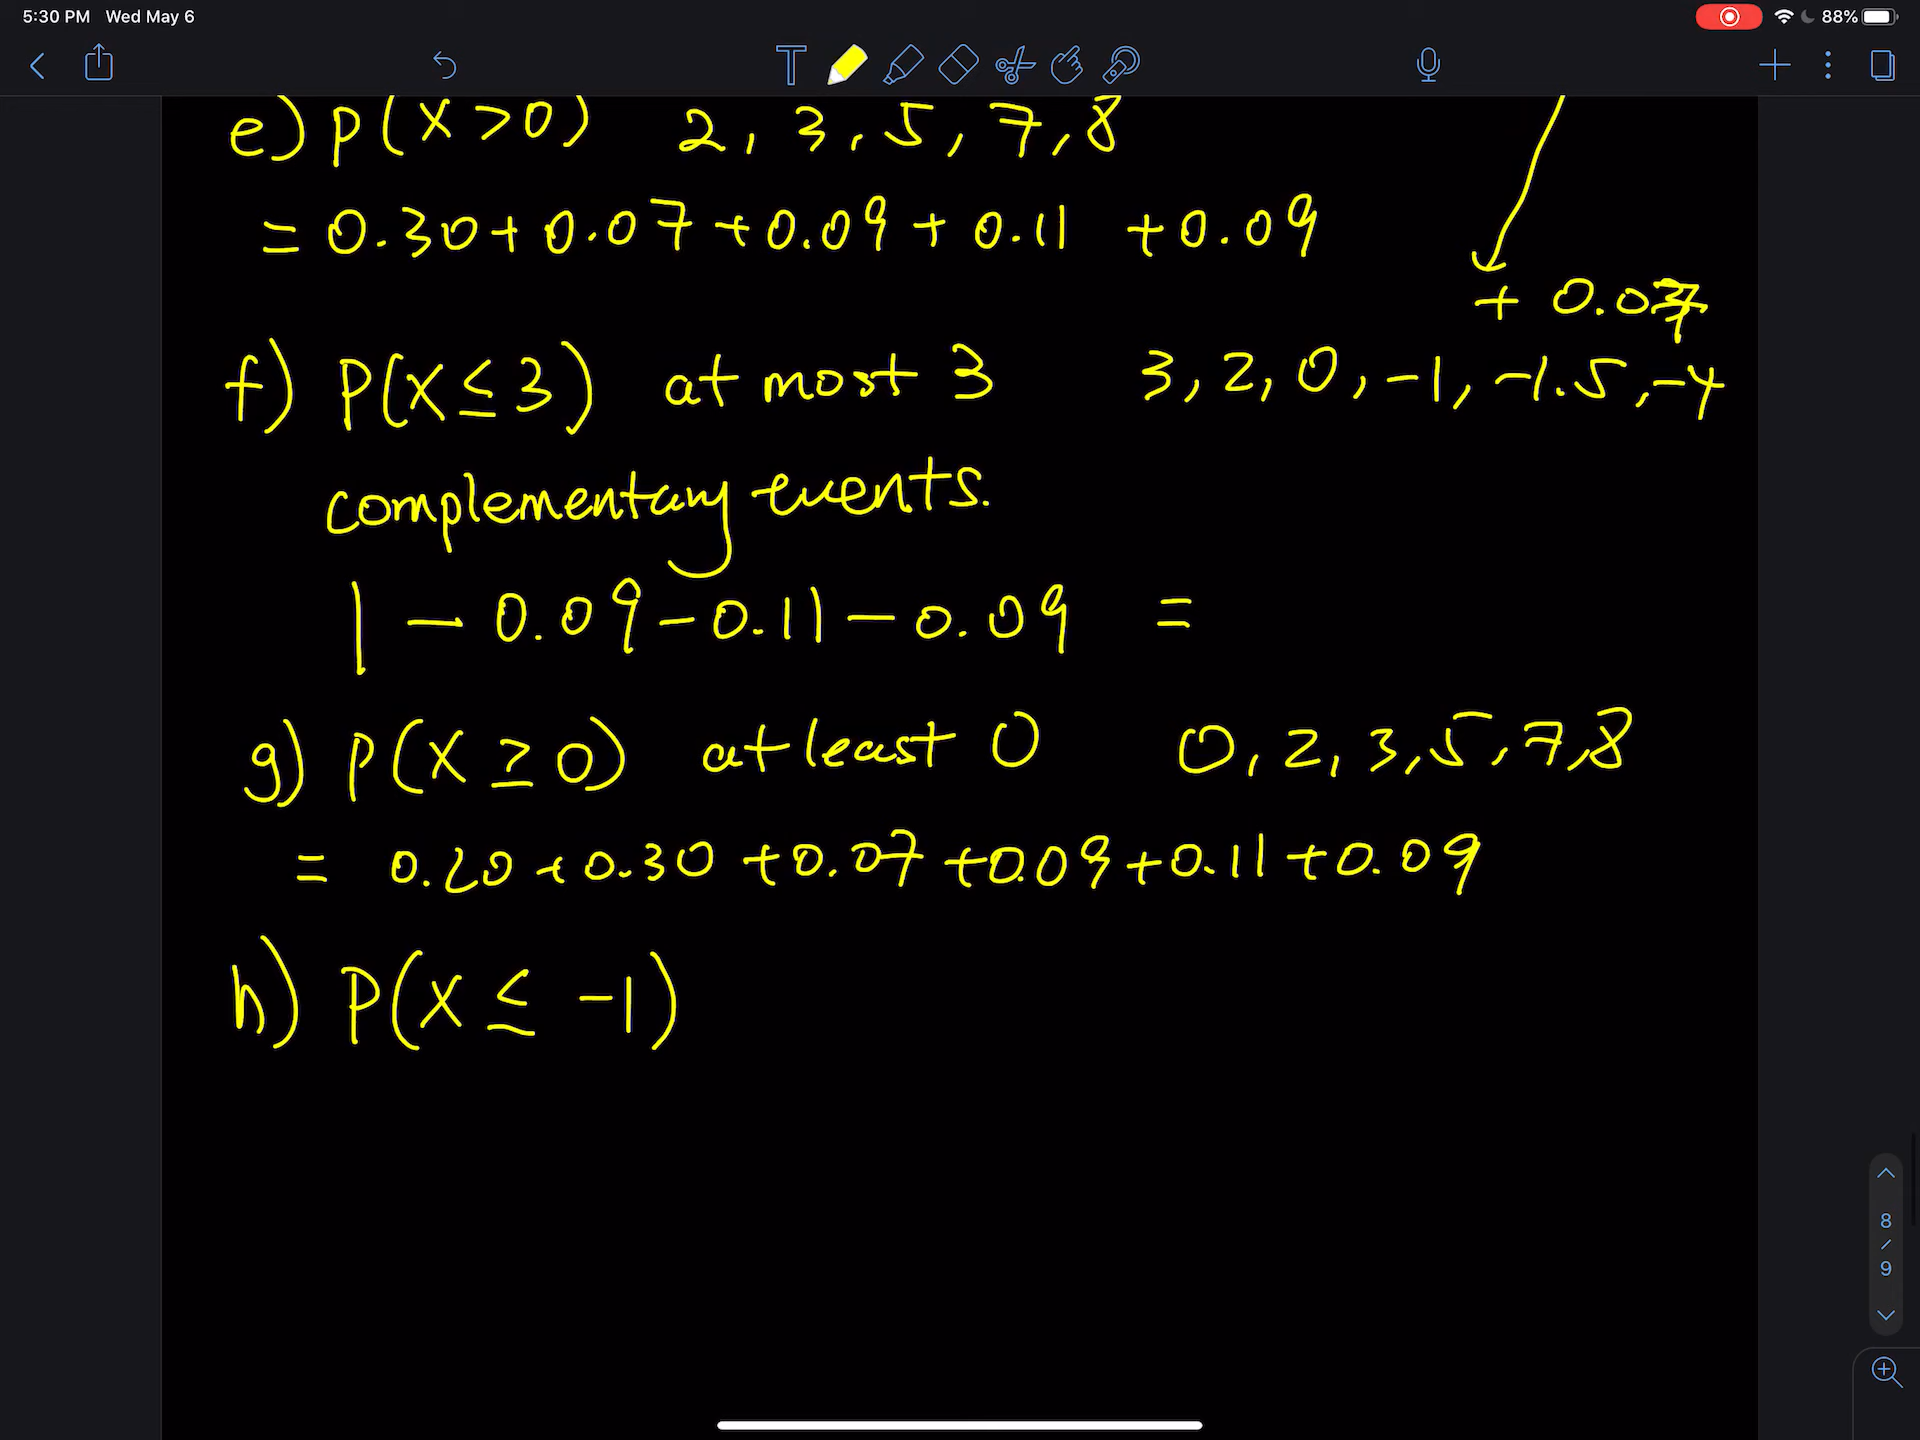 5:30 PM Wed May 6
88%
e) P(X>0) 2, 3, 5, 7, 8
= 0.30+0.07+0.09+0.11 +0.09
+ 0.07
f) P(X≤3) at most 3 3, 2, 0, -1, -1.5, -4
complementary events.
1 - 0.09 - 0.11 - 0.09 =
g) P(X≥0) at least 0 0, 2, 3, 5, 7, 8
= 0.20+0.30+0.07+0.09+0.11+0.09
h) P(X≤ -1)
8
/
9